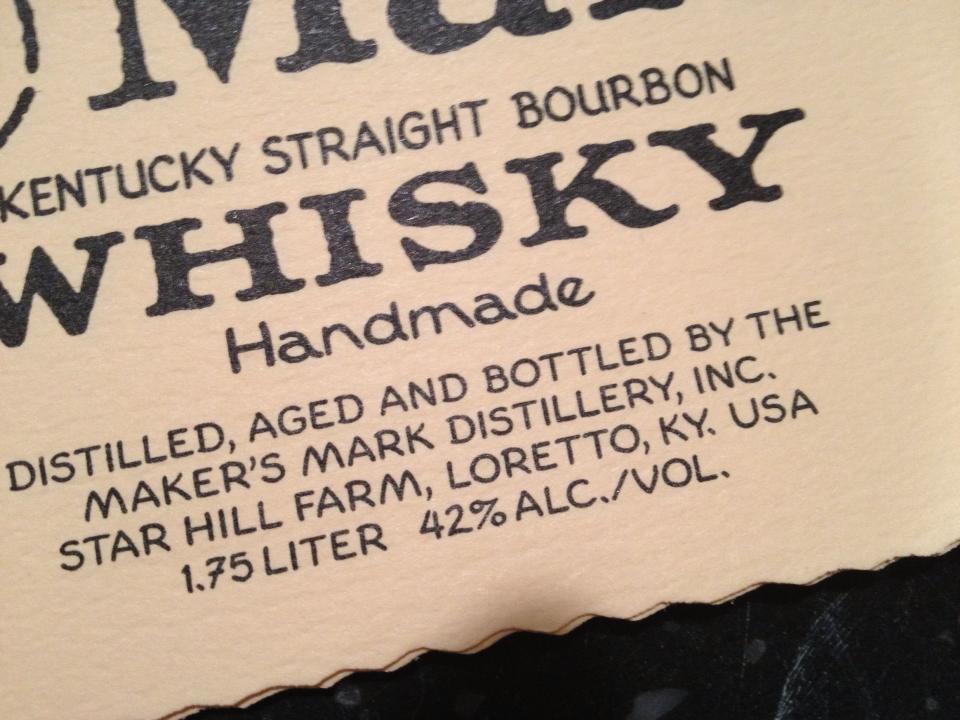 KENTUCKY STRAIGHT BOURBON
WHISKY
Handmade
DISTILLED, AGED AND BOTTLED BY THE
MAKER'S MARK DISTILLERY, INC.
STAR HILL FARM, LORETTO, KY. USA
1.75 LITER 42% ALC./VOL.